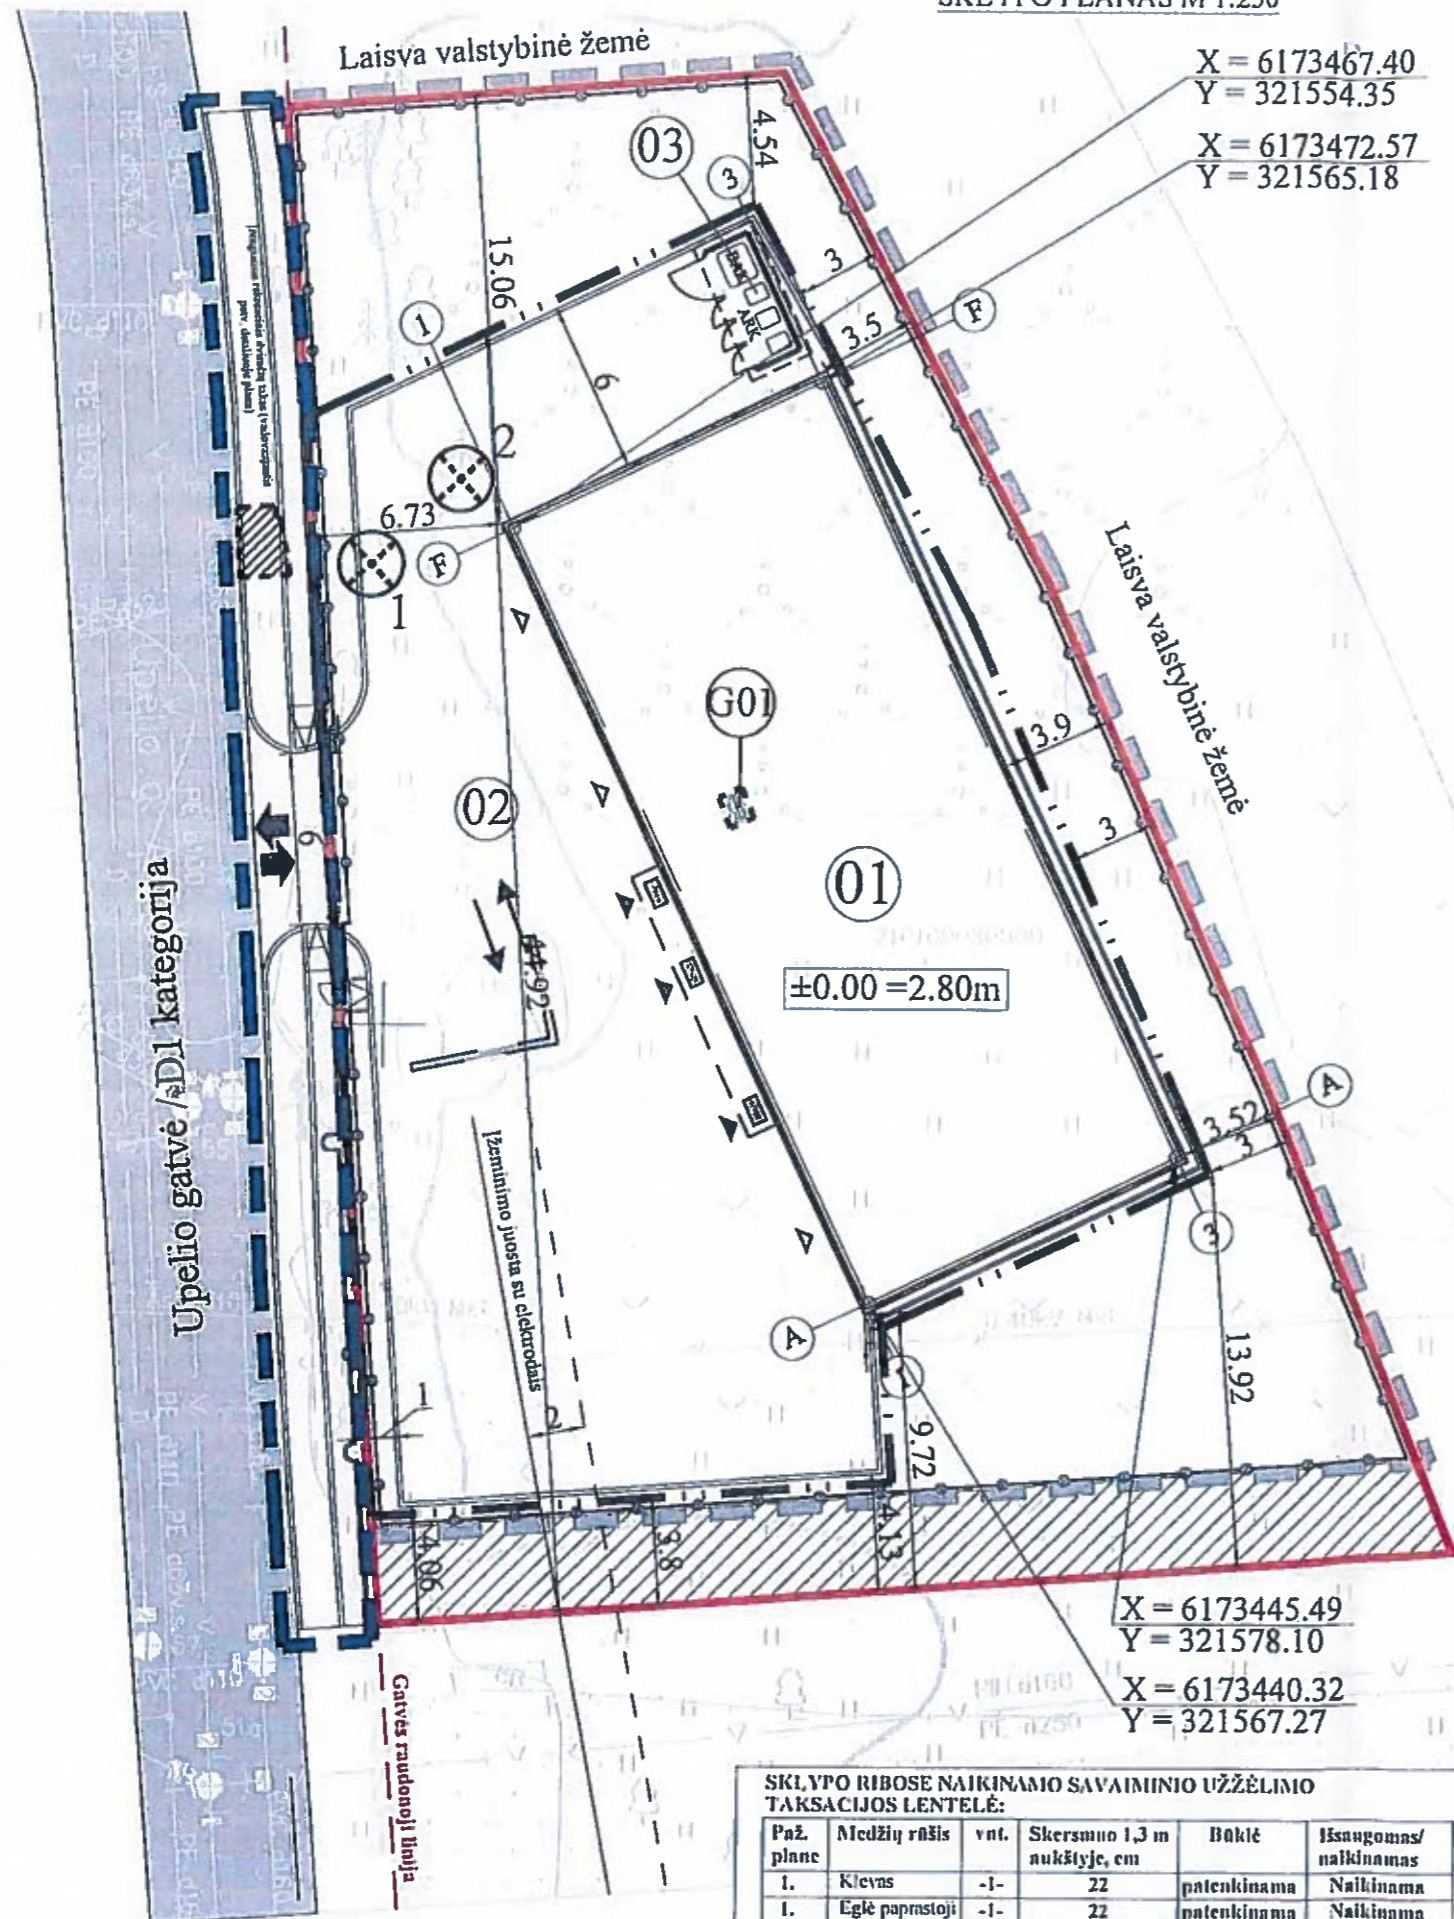 SKLYPO PLANAS M 1:250
Laisva valstybinė žemė
X = 6173467.40
Y = 321554.35
X = 6173472.57
Y = 321565.18
03
4.54
3
15.06
1
BAK
ARK
3
3.5
F
6
2
6.73
F
1
Laisva valstybinė žemė
G01
3.9
02
6
01
3
±0.00 =2.80m
Upelio gatvė / D1 kategorija
A
3.52
3
Įžeminimo juosta su elektrodais
3
A
13.92
1
1
2
9.72
4.06
3.8
4.13
X = 6173445.49
Y = 321578.10
X = 6173440.32
Y = 321567.27
Gatvės raudonoji linija
SKLYPO RIBOSE NAIKINAMO SAVAIMINIO UŽŽĖLIMO
TAKSACIJOS LENTELĖ:
Paž. plane Medžių rūšis vnt. Skersmuo 1,3 m aukštyje, cm Būklė Išsaugomas/ naikinamas
1. Klevas -1- 22 patenkinama Naikinama
1. Eglė paprastoji -1- 22 patenkinama Naikinama